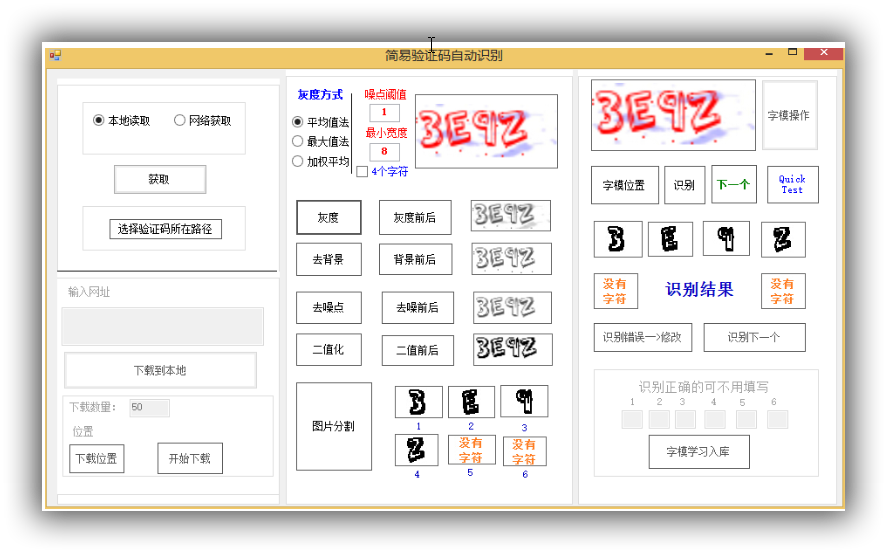 简易验证码自动识别
本地读取
网络获取
获取
选择验证码所在路径
输入网址
下载到本地
下载数量:
50
位置
下载位置
开始下载
灰度方式
平均值法
最大值法
加权平均
噪点阈值
1
最小宽度
8
4个字符
3E9Z
灰度
灰度前后
3E9Z
去背景
背景前后
3E9Z
去噪点
去噪前后
3E9Z
二值化
二值前后
3E9Z
图片分割
3
E
9
1
2
3
Z
没有
字符
没有
字符
4
5
6
3E9Z
字模操作
字模位置
识别
下一个
Quick
Test
3
E
9
Z
没有
字符
识别结果
没有
字符
识别错误—>修改
识别下一个
识别正确的可不用填写
1 2 3 4 5 6
字模学习入库